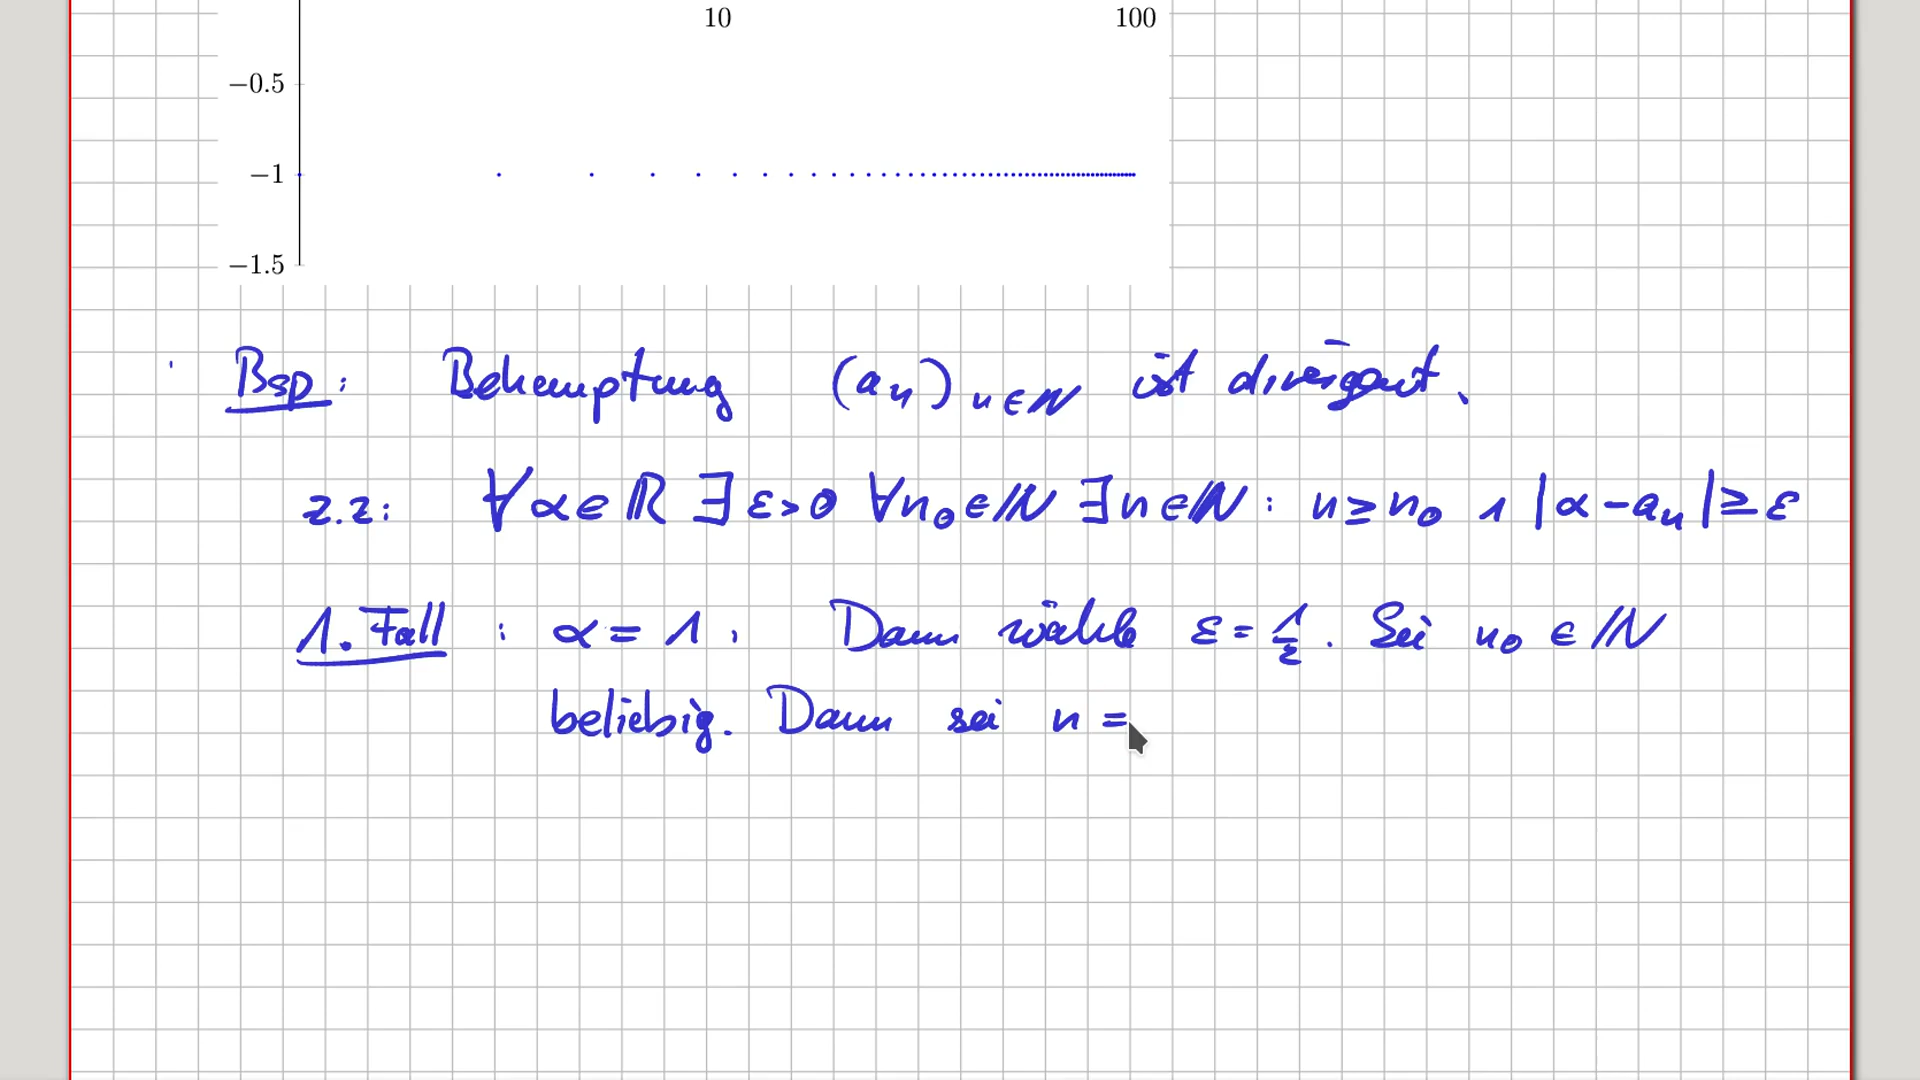 10 100
−0.5
−1
−1.5
Bsp: Behauptung (aₙ)ₙ∈ℕ ist divergent.
z.z: ∀α∈ℝ ∃ε>0 ∀n₀∈ℕ ∃n∈ℕ: n≥n₀ ∧ |α−aₙ|≥ε
1. Fall: α=1. Dann wähle ε=1/2. Sei n₀∈ℕ
beliebig. Dann sei n=